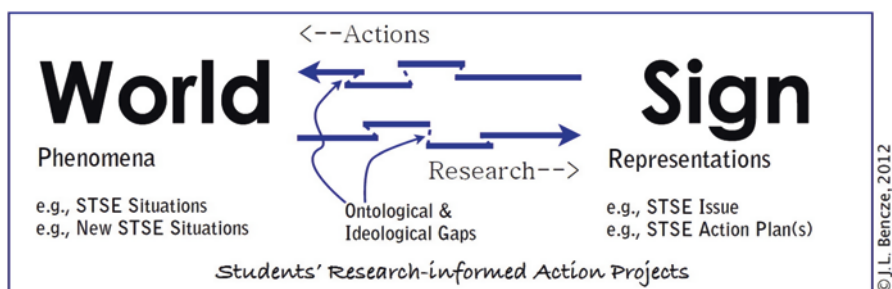 <--Actions
World
Sign
Phenomena
Representations
Research-->
e.g., STSE Situations
e.g., New STSE Situations
Ontological &
Ideological Gaps
e.g., STSE Issue
e.g., STSE Action Plan(s)
Students' Research-informed Action Projects
©J.L. Bencze, 2012